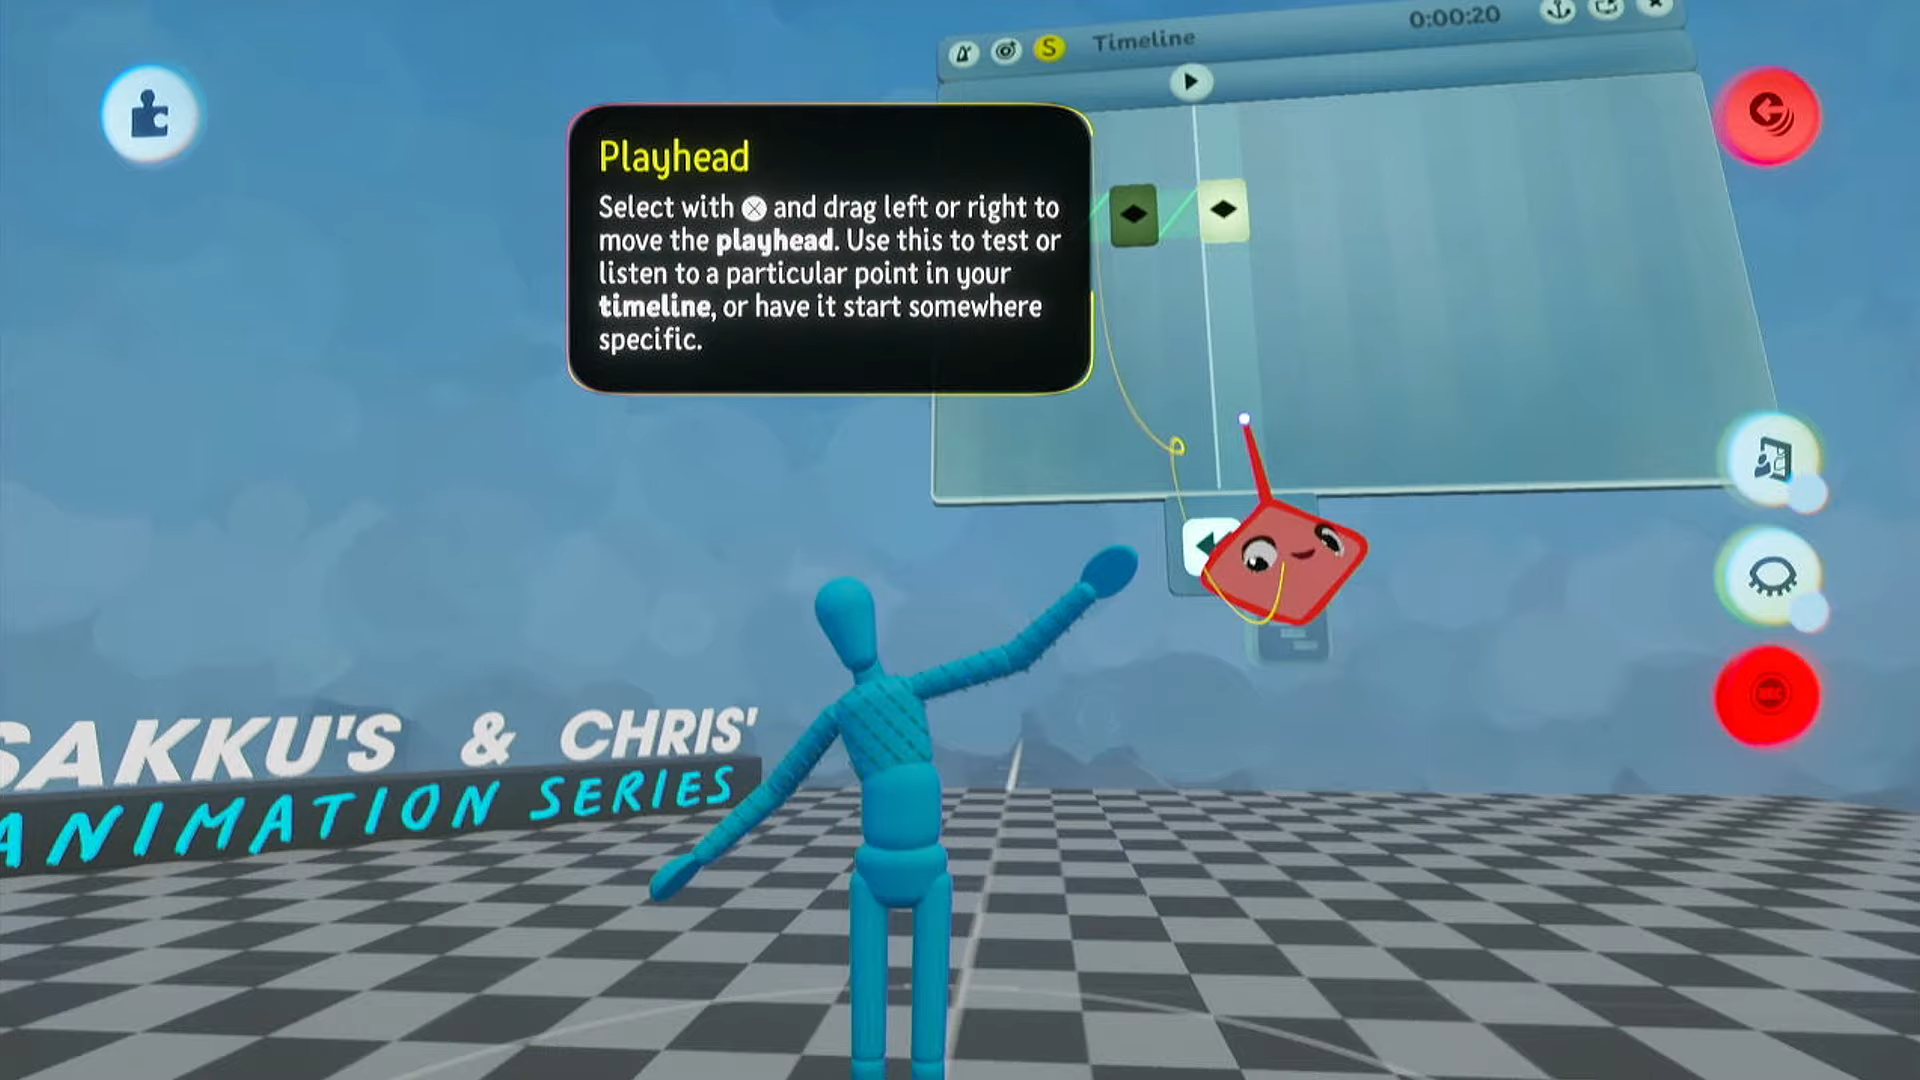 0:00:20
S Timeline
Playhead
Select with ⊗ and drag left or right to
move the playhead. Use this to test or
listen to a particular point in your
timeline, or have it start somewhere
specific.
REC
SAKKU'S & CHRIS'
ANIMATION SERIES